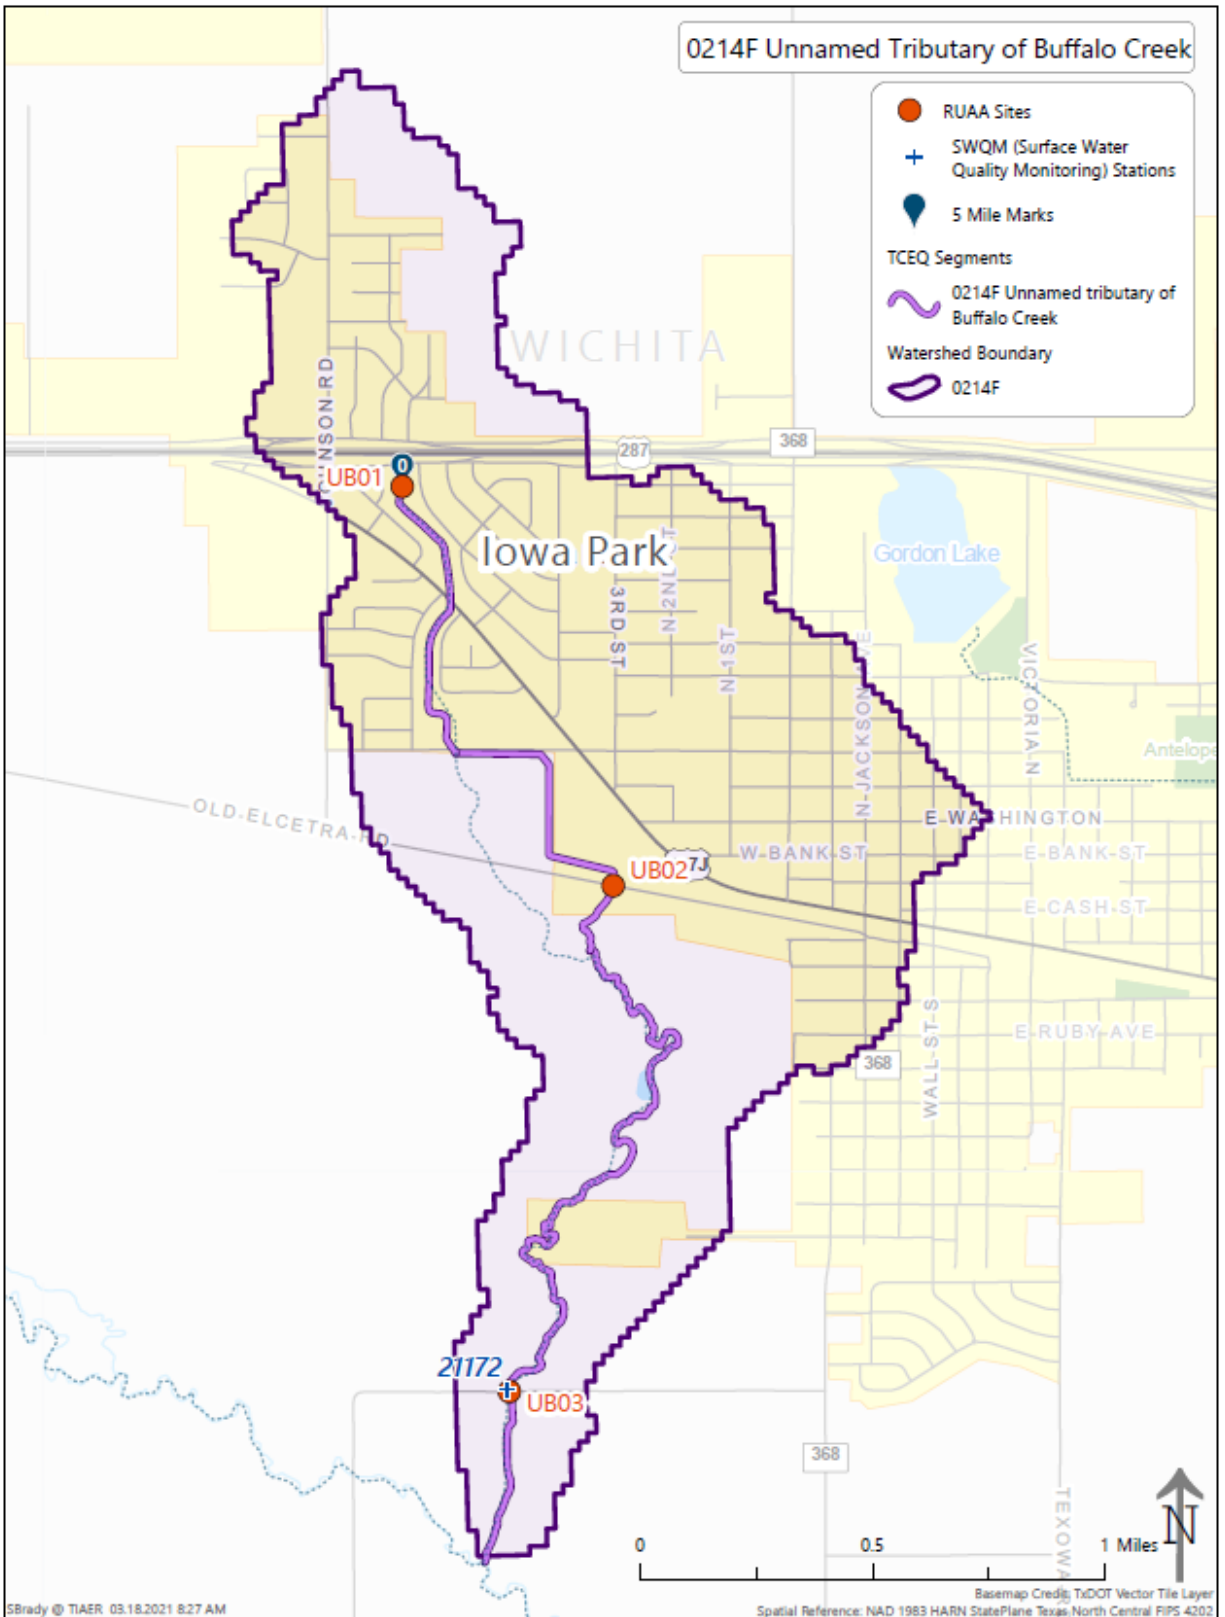 0214F Unnamed Tributary of Buffalo Creek
RUAA Sites
SWQM (Surface Water
Quality Monitoring) Stations
5 Mile Marks
TCEQ Segments
0214F Unnamed tributary of
Buffalo Creek
Watershed Boundary
0214F
WICHITA
287
368
0
UB01
Iowa Park
Gordon Lake
3RD ST
N 1ST
N JACKSON AVE
VICTORIA N
Antelope
OLD ELCETRA RD
E WASHINGTON
W BANK ST
E BANK ST
UB02
7J
E CASH ST
WALL ST S
E RUBY AVE
368
21172
UB03
368
0 0.5 1 Miles
N
Basemap Credit: TxDOT Vector Tile Layer
SBrady @ TIAER 03.18.2021 8:27 AM
Spatial Reference: NAD 1983 HARN StatePlane Texas North Central FIPS 4202